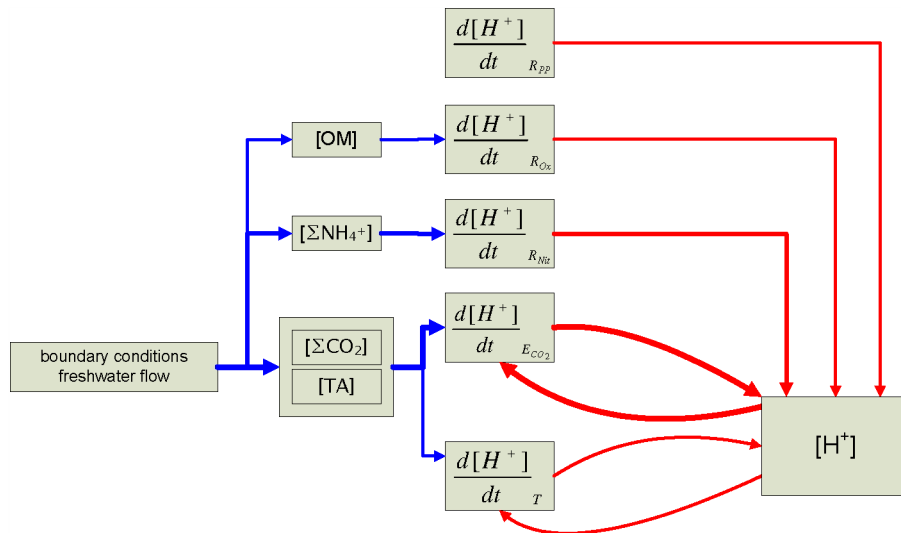 d[H⁺]
dt R_PP
[OM]
d[H⁺]
dt R_Ox
[ΣNH₄⁺]
d[H⁺]
dt R_Nit
boundary conditions
freshwater flow
[ΣCO₂]
[TA]
d[H⁺]
dt E_CO₂
d[H⁺]
dt T
[H⁺]